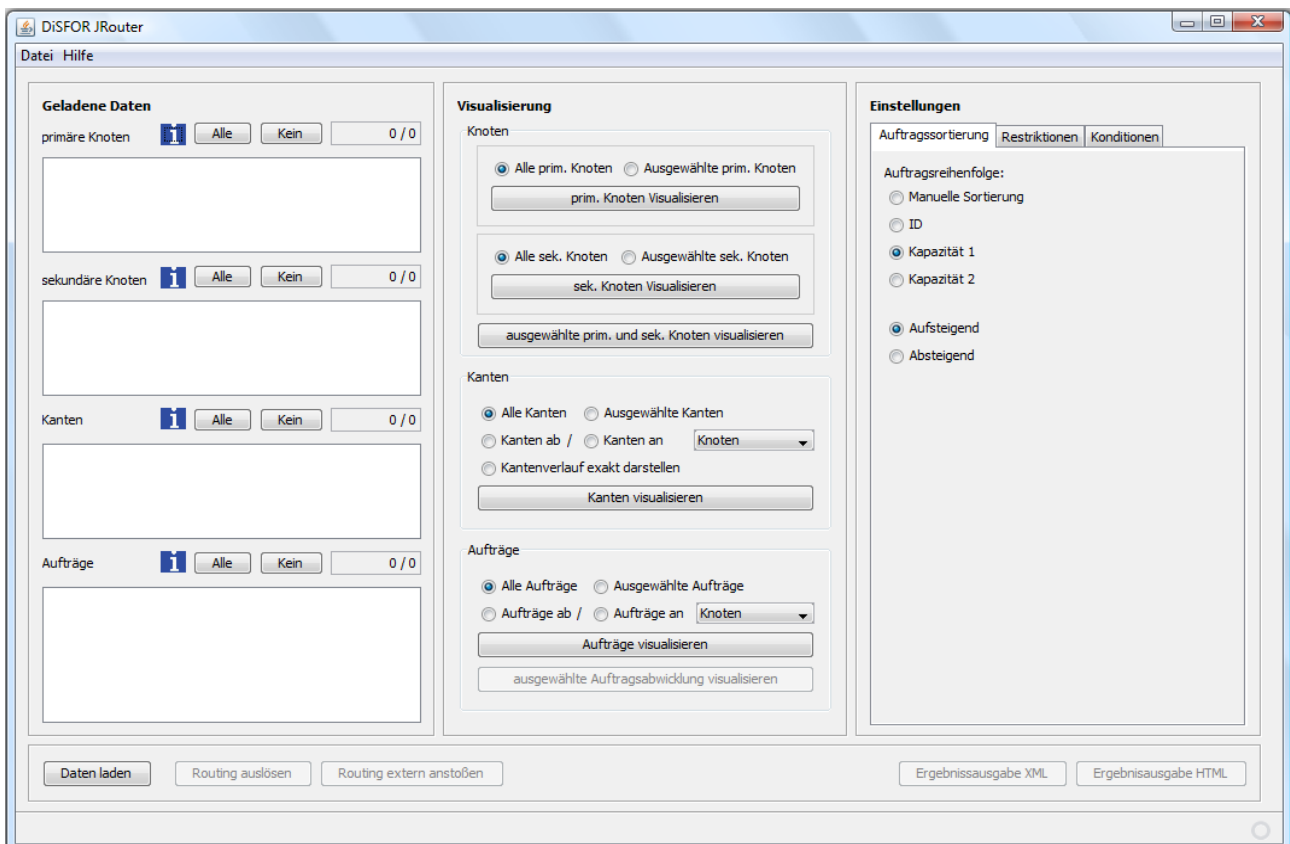 DiSFOR JRouter
Datei Hilfe
Geladene Daten
primäre Knoten i Alle Kein 0 / 0
sekundäre Knoten i Alle Kein 0 / 0
Kanten i Alle Kein 0 / 0
Aufträge i Alle Kein 0 / 0
Visualisierung
Knoten
Alle prim. Knoten Ausgewählte prim. Knoten
prim. Knoten Visualisieren
Alle sek. Knoten Ausgewählte sek. Knoten
sek. Knoten Visualisieren
ausgewählte prim. und sek. Knoten visualisieren
Kanten
Alle Kanten Ausgewählte Kanten
Kanten ab / Kanten an Knoten
Kantenverlauf exakt darstellen
Kanten visualisieren
Aufträge
Alle Aufträge Ausgewählte Aufträge
Aufträge ab / Aufträge an Knoten
Aufträge visualisieren
ausgewählte Auftragsabwicklung visualisieren
Einstellungen
Auftragssortierung Restriktionen Konditionen
Auftragsreihenfolge:
Manuelle Sortierung
ID
Kapazität 1
Kapazität 2
Aufsteigend
Absteigend
Daten laden Routing auslösen Routing extern anstoßen Ergebnissausgabe XML Ergebnisausgabe HTML